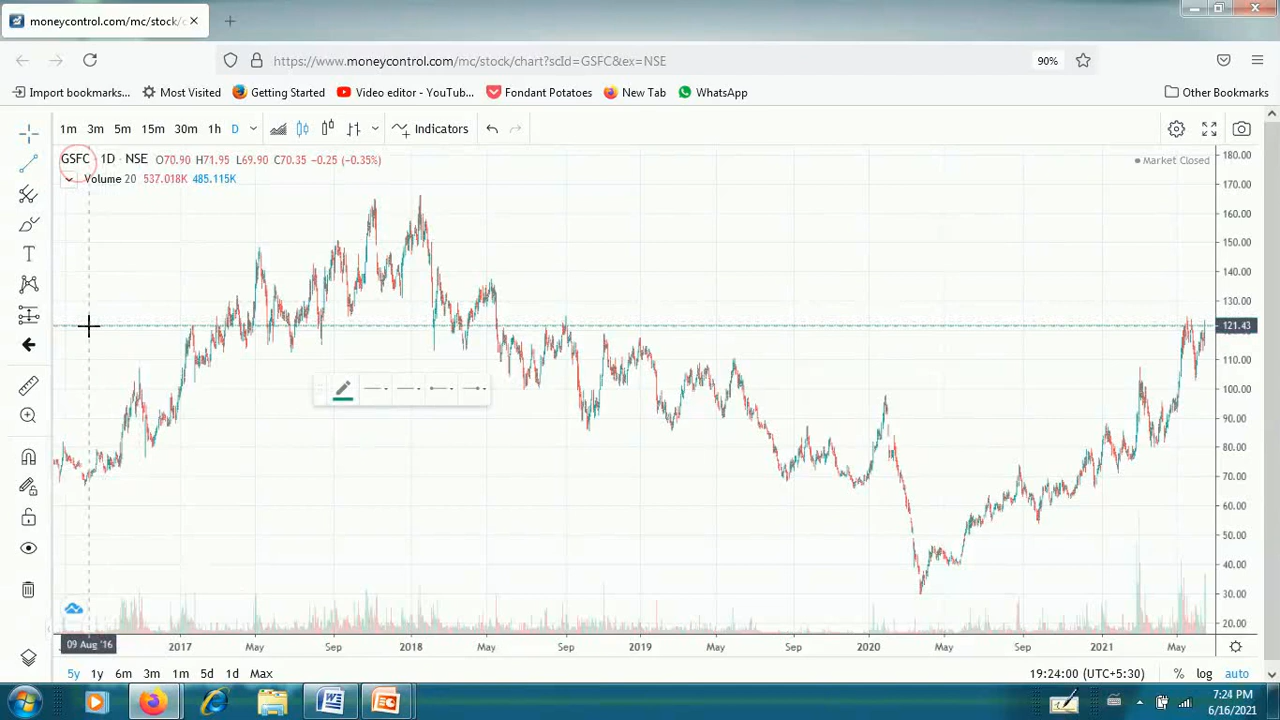 moneycontrol.com/mc/stock/c
https://www.moneycontrol.com/mc/stock/chart?scId=GSFC&ex=NSE
90%
Import bookmarks...
Most Visited
Getting Started
Video editor - YouTub...
Fondant Potatoes
New Tab
WhatsApp
Other Bookmarks
1m 3m 5m 15m 30m 1h D
Indicators
GSFC 1D · NSE O70.90 H71.95 L69.90 C70.35 −0.25 (−0.35%)
Market Closed
Volume 20 537.018K 485.115K
T
180.00
170.00
160.00
150.00
140.00
130.00
121.43
110.00
100.00
90.00
80.00
70.00
60.00
50.00
40.00
30.00
20.00
09 Aug '16
2017
May
Sep
2018
May
Sep
2019
May
Sep
2020
May
Sep
2021
May
5y 1y 6m 3m 1m 5d 1d Max
19:24:00 (UTC+5:30)
% log auto
7:24 PM
6/16/2021